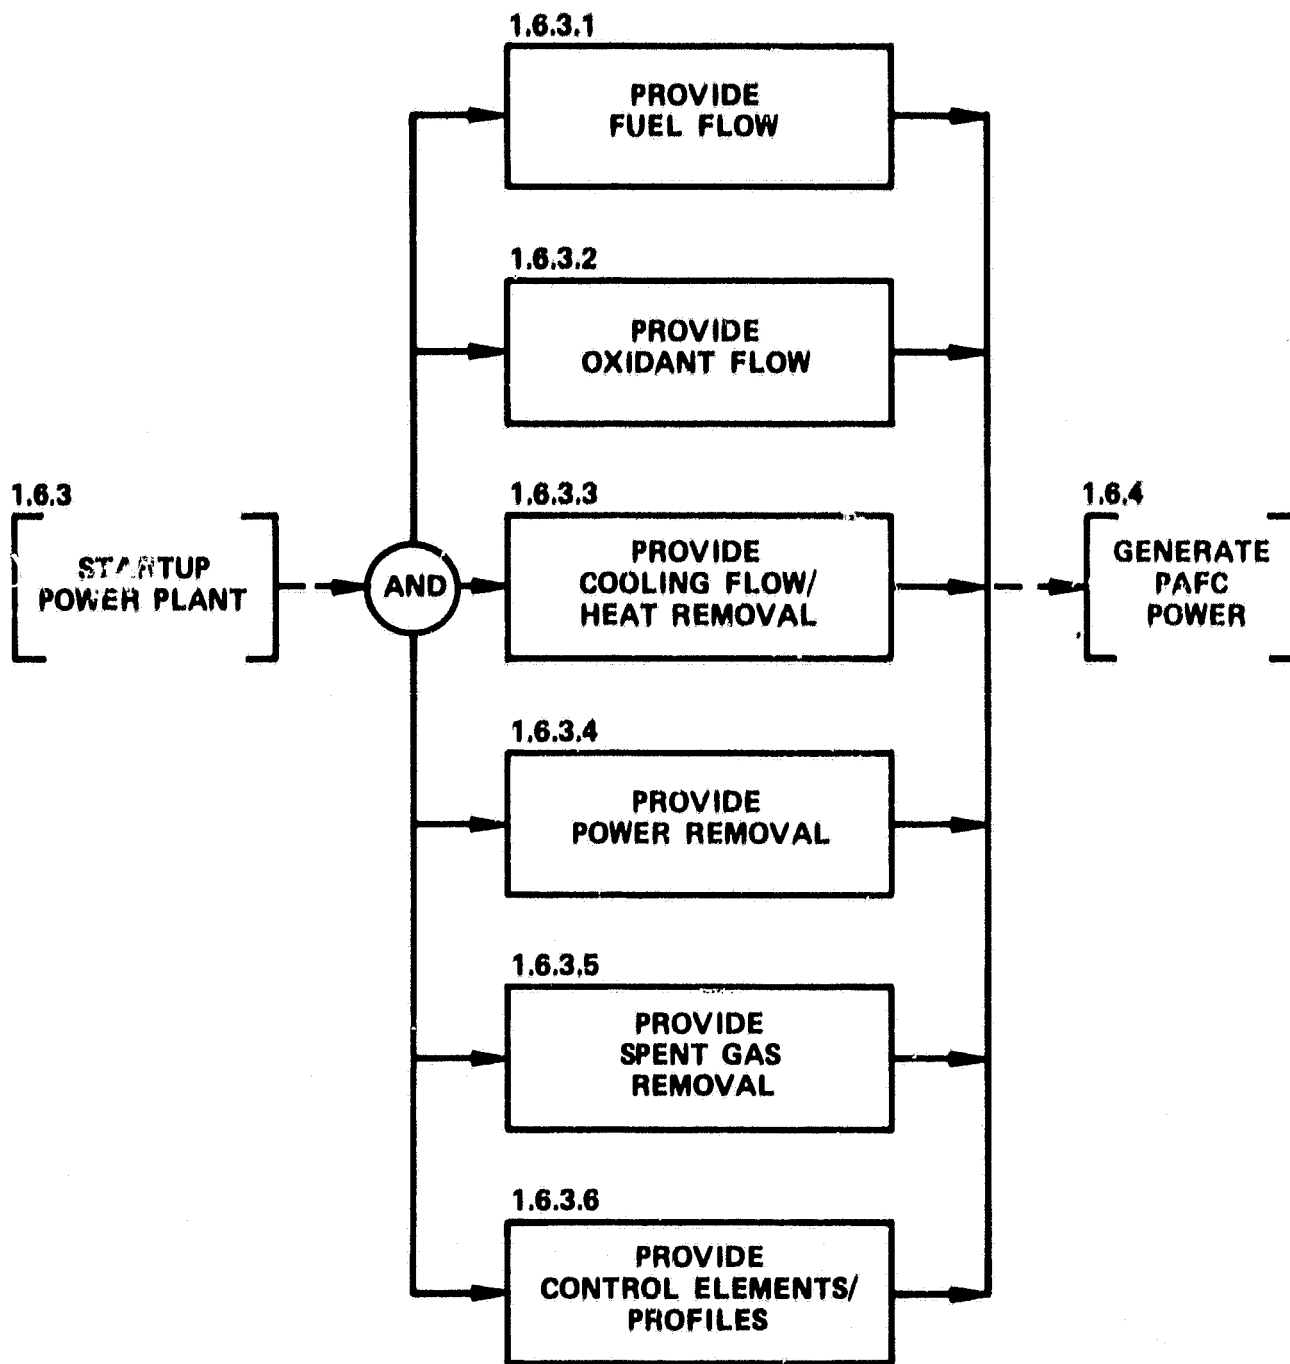 1.6.3.1
PROVIDE
FUEL FLOW
1.6.3.2
PROVIDE
OXIDANT FLOW
1.6.3
STARTUP
POWER PLANT
AND
1.6.3.3
PROVIDE
COOLING FLOW/
HEAT REMOVAL
1.6.4
GENERATE
PAFC
POWER
1.6.3.4
PROVIDE
POWER REMOVAL
1.6.3.5
PROVIDE
SPENT GAS
REMOVAL
1.6.3.6
PROVIDE
CONTROL ELEMENTS/
PROFILES